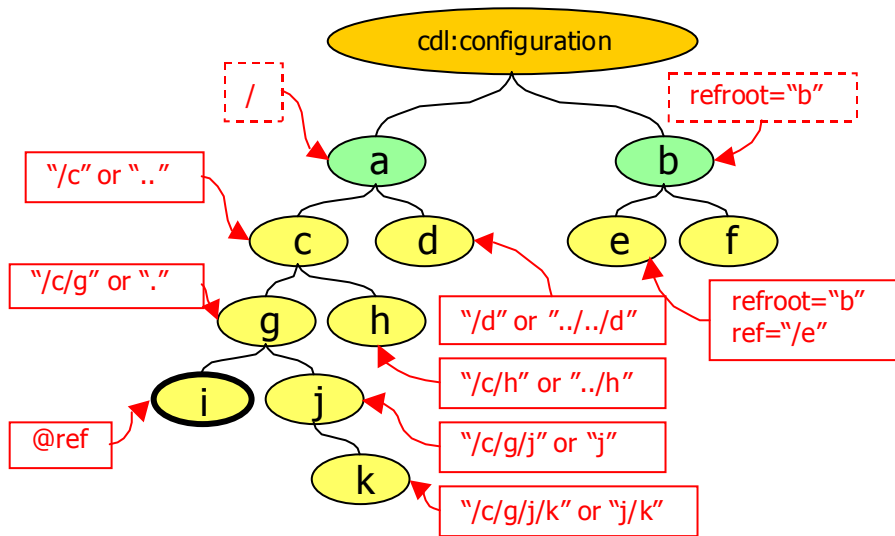 cdl:configuration
/
refroot=“b”
a
b
“/c” or “..”
c
d
e
f
“/c/g” or “.”
g
h
“/d” or ”../../d”
refroot=“b”
ref=“/e”
“/c/h” or ”../h”
i
j
@ref
“/c/g/j” or “j”
k
“/c/g/j/k” or “j/k”